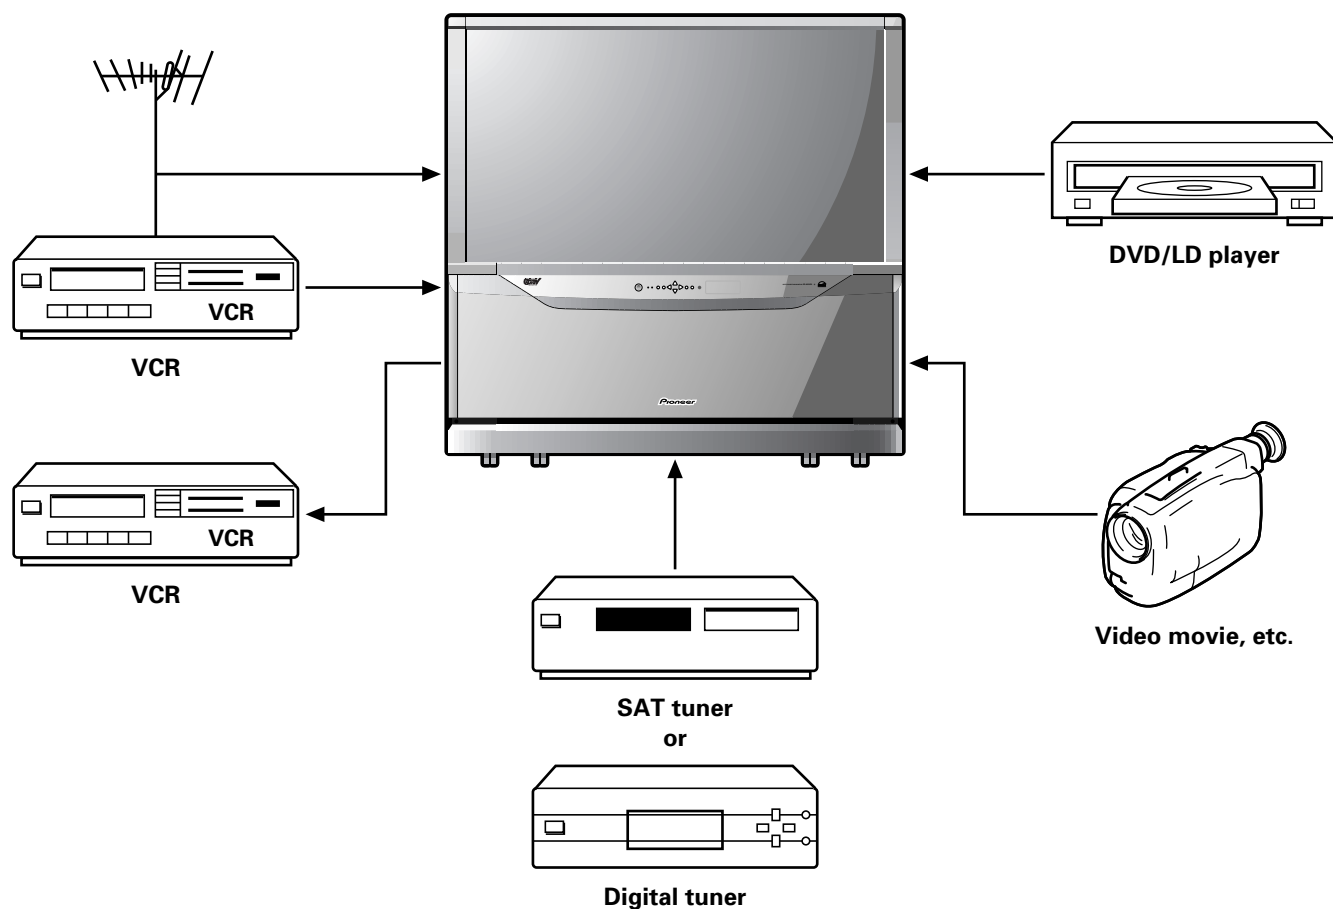 DVD/LD player
VCR
VCR
Pioneer
VCR
VCR
Video movie, etc.
SAT tuner
or
Digital tuner